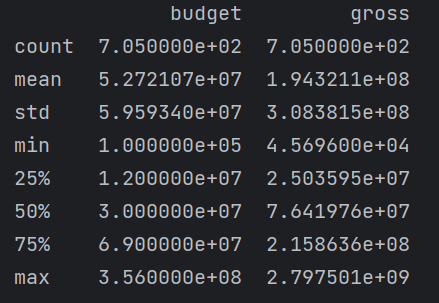 budget gross
count 7.050000e+02 7.050000e+02
mean 5.272107e+07 1.943211e+08
std 5.959340e+07 3.083815e+08
min 1.000000e+05 4.569600e+04
25% 1.200000e+07 2.503595e+07
50% 3.000000e+07 7.641976e+07
75% 6.900000e+07 2.158636e+08
max 3.560000e+08 2.797501e+09